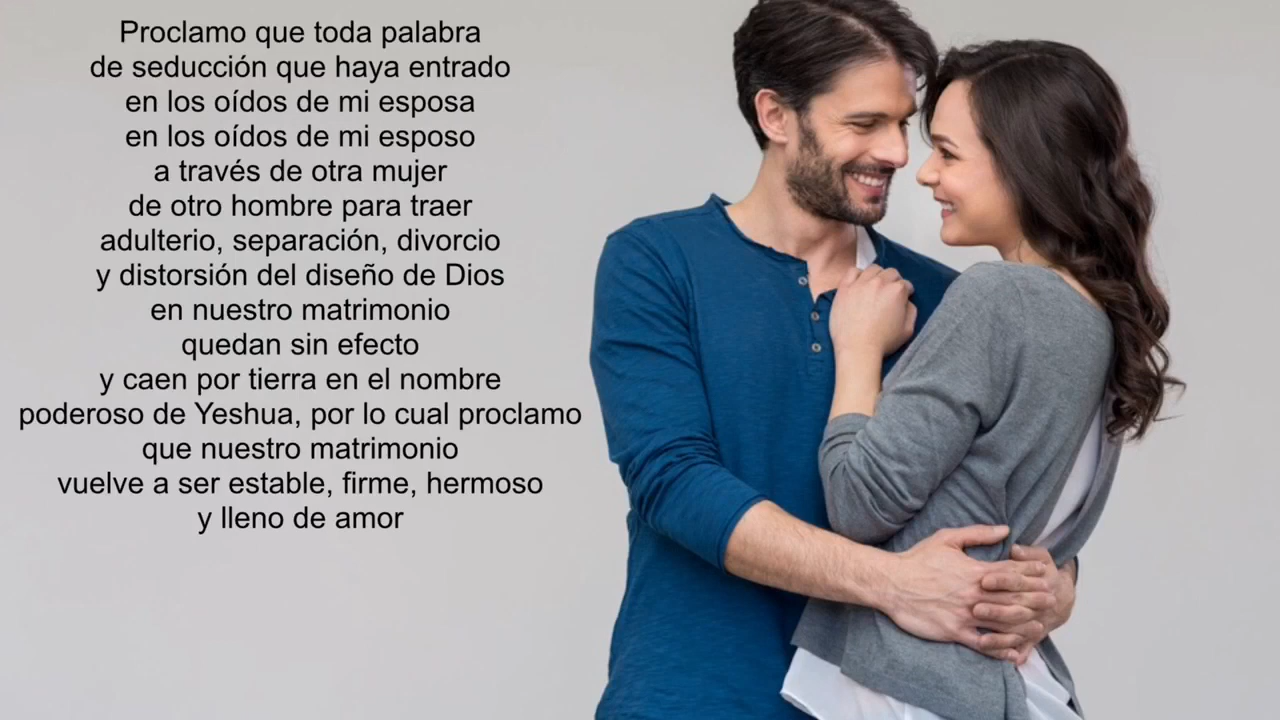 Proclamo que toda palabra
de seducción que haya entrado
en los oídos de mi esposa
en los oídos de mi esposo
a través de otra mujer
de otro hombre para traer
adulterio, separación, divorcio
y distorsión del diseño de Dios
en nuestro matrimonio
quedan sin efecto
y caen por tierra en el nombre
poderoso de Yeshua, por lo cual proclamo
que nuestro matrimonio
vuelve a ser estable, firme, hermoso
y lleno de amor